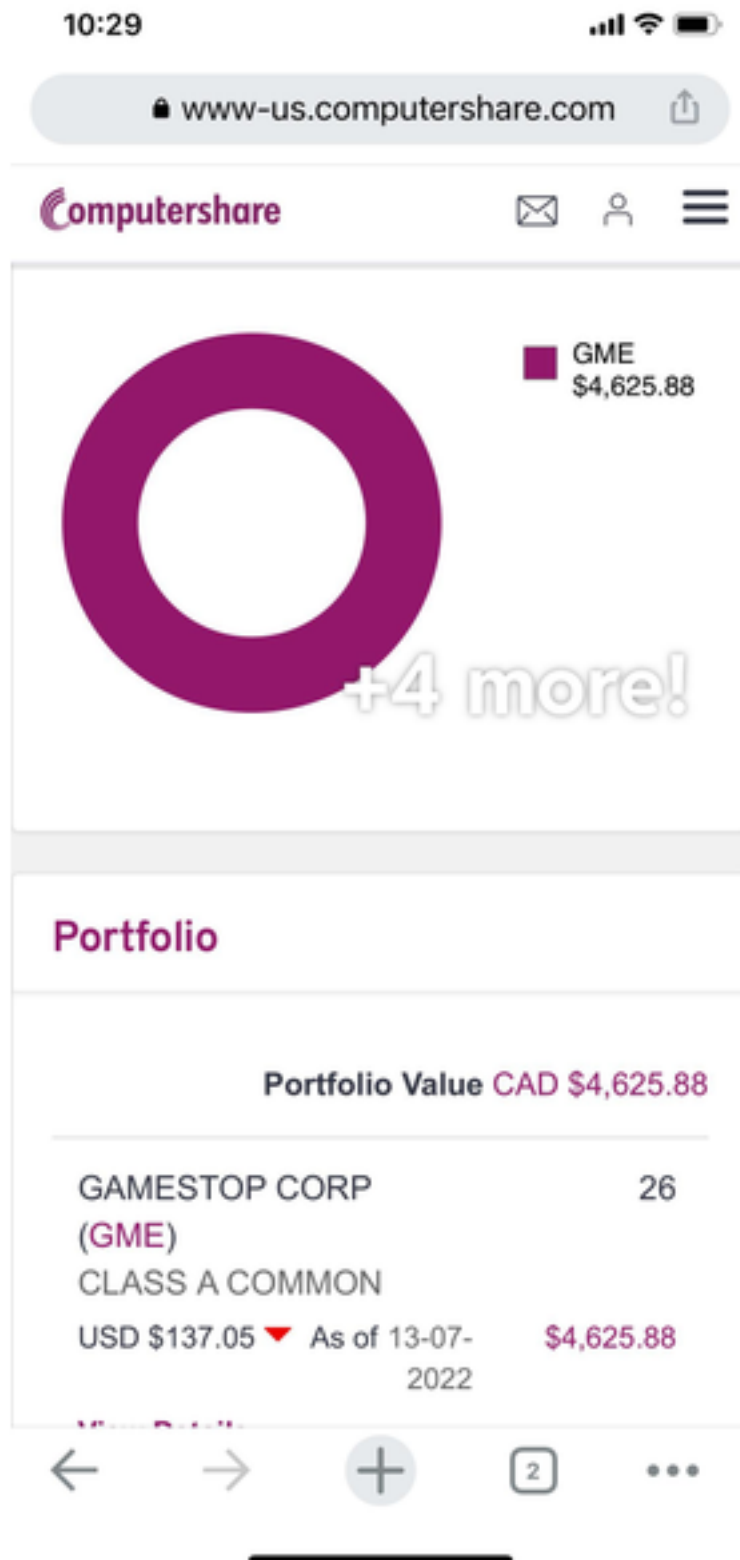 10:29
www-us.computershare.com
Computershare
GME
$4,625.88
+4 more!
Portfolio
Portfolio Value CAD $4,625.88
GAMESTOP CORP 26
(GME)
CLASS A COMMON
USD $137.05 As of 13-07- $4,625.88
2022
2